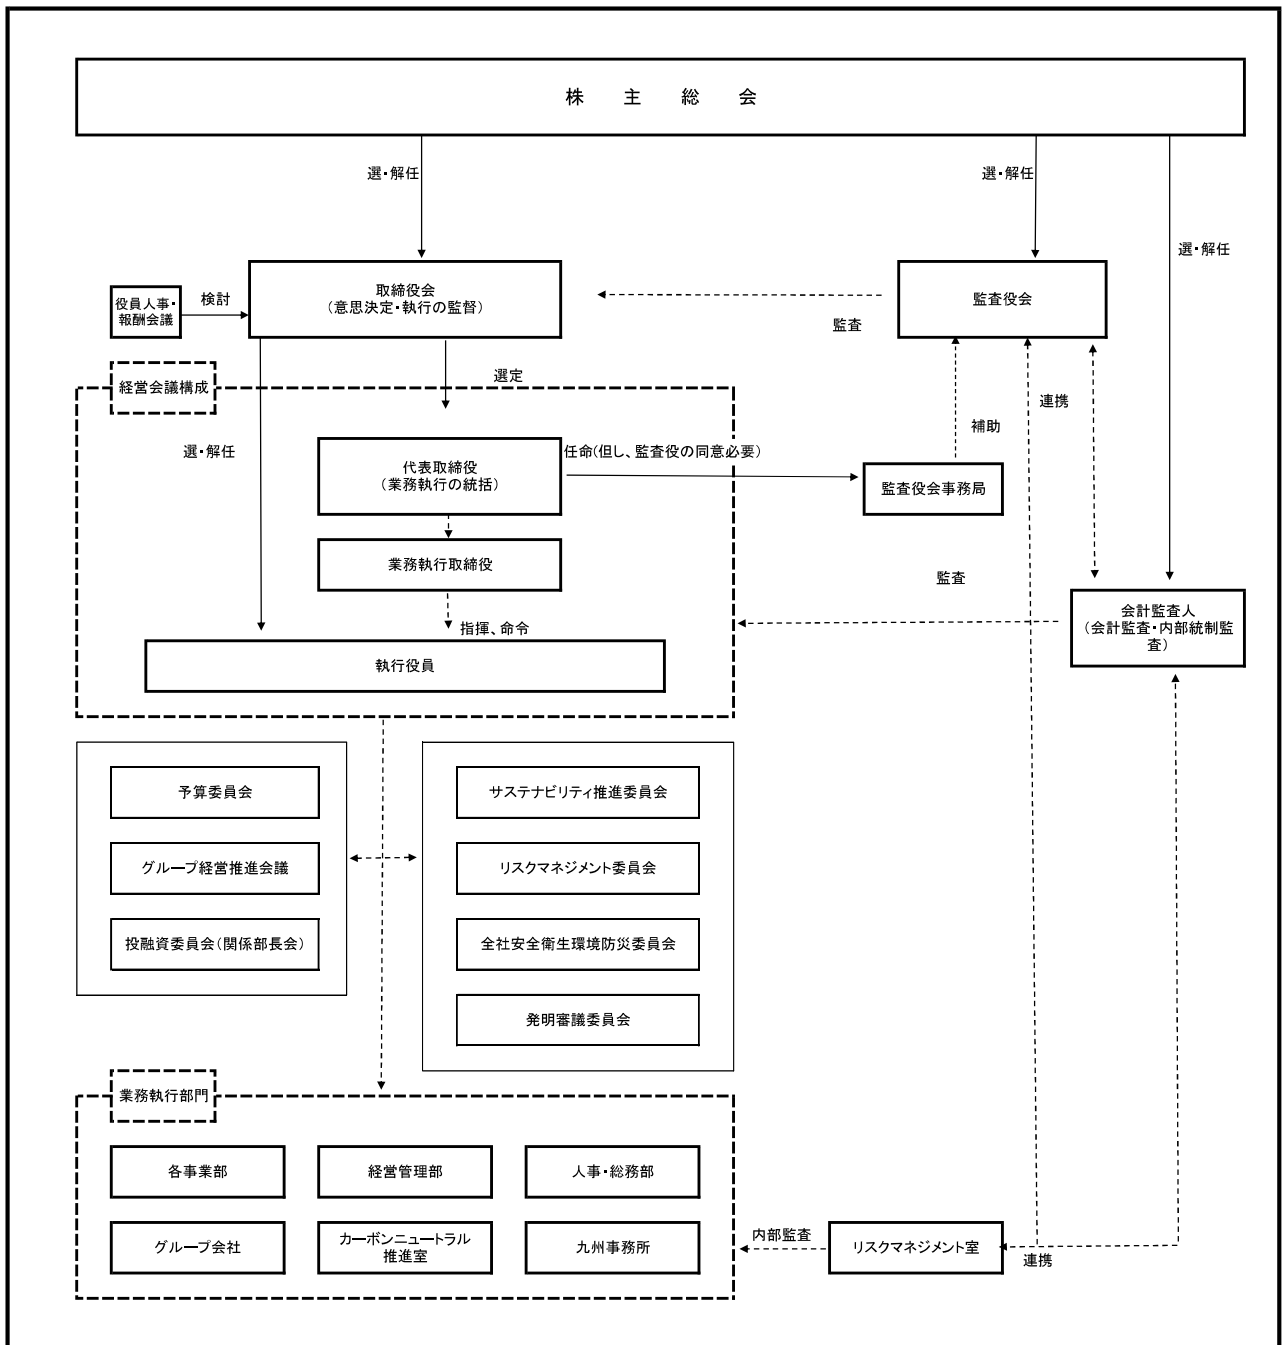 株 主 総 会
選・解任
選・解任
選・解任
役員人事・
報酬会議
検討
取締役会
(意思決定・執行の監督)
監査
監査役会
経営会議構成
選定
選・解任
代表取締役
(業務執行の統括)
任命(但し、監査役の同意必要)
連携
補助
監査役会事務局
業務執行取締役
監査
指揮、命令
会計監査人
(会計監査・内部統制監
査)
執行役員
予算委員会
グループ経営推進会議
投融資委員会(関係部長会)
サステナビリティ推進委員会
リスクマネジメント委員会
全社安全衛生環境防災委員会
発明審議委員会
業務執行部門
各事業部
経営管理部
人事・総務部
グループ会社
カーボンニュートラル
推進室
九州事務所
内部監査
リスクマネジメント室
連携